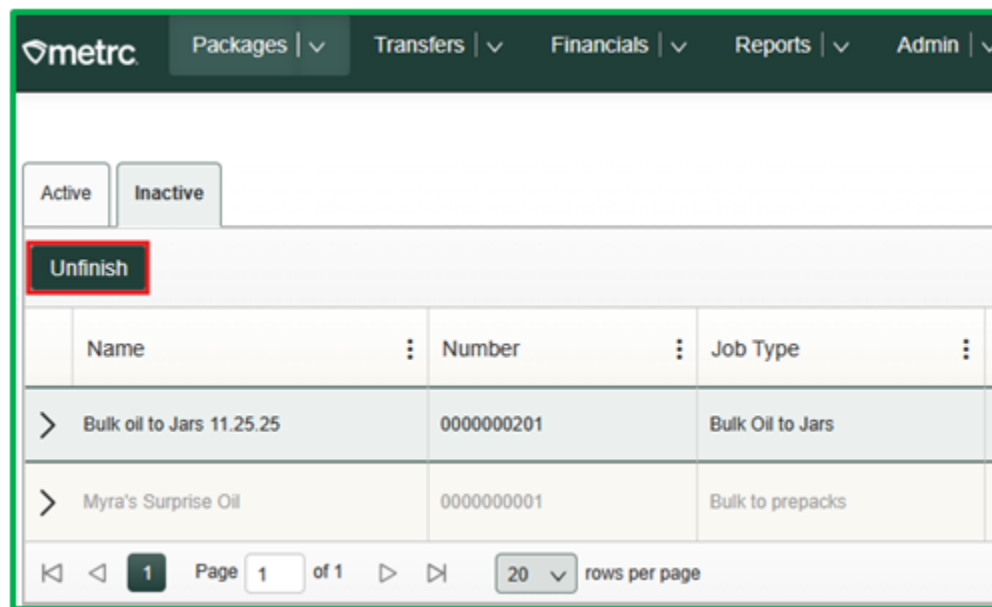 metrc. Packages Transfers Financials Reports Admin
Active Inactive
Unfinish
Name Number Job Type
Bulk oil to Jars 11.25.25 0000000201 Bulk Oil to Jars
Myra's Surprise Oil 0000000001 Bulk to prepacks
1 Page 1 of 1 20 rows per page